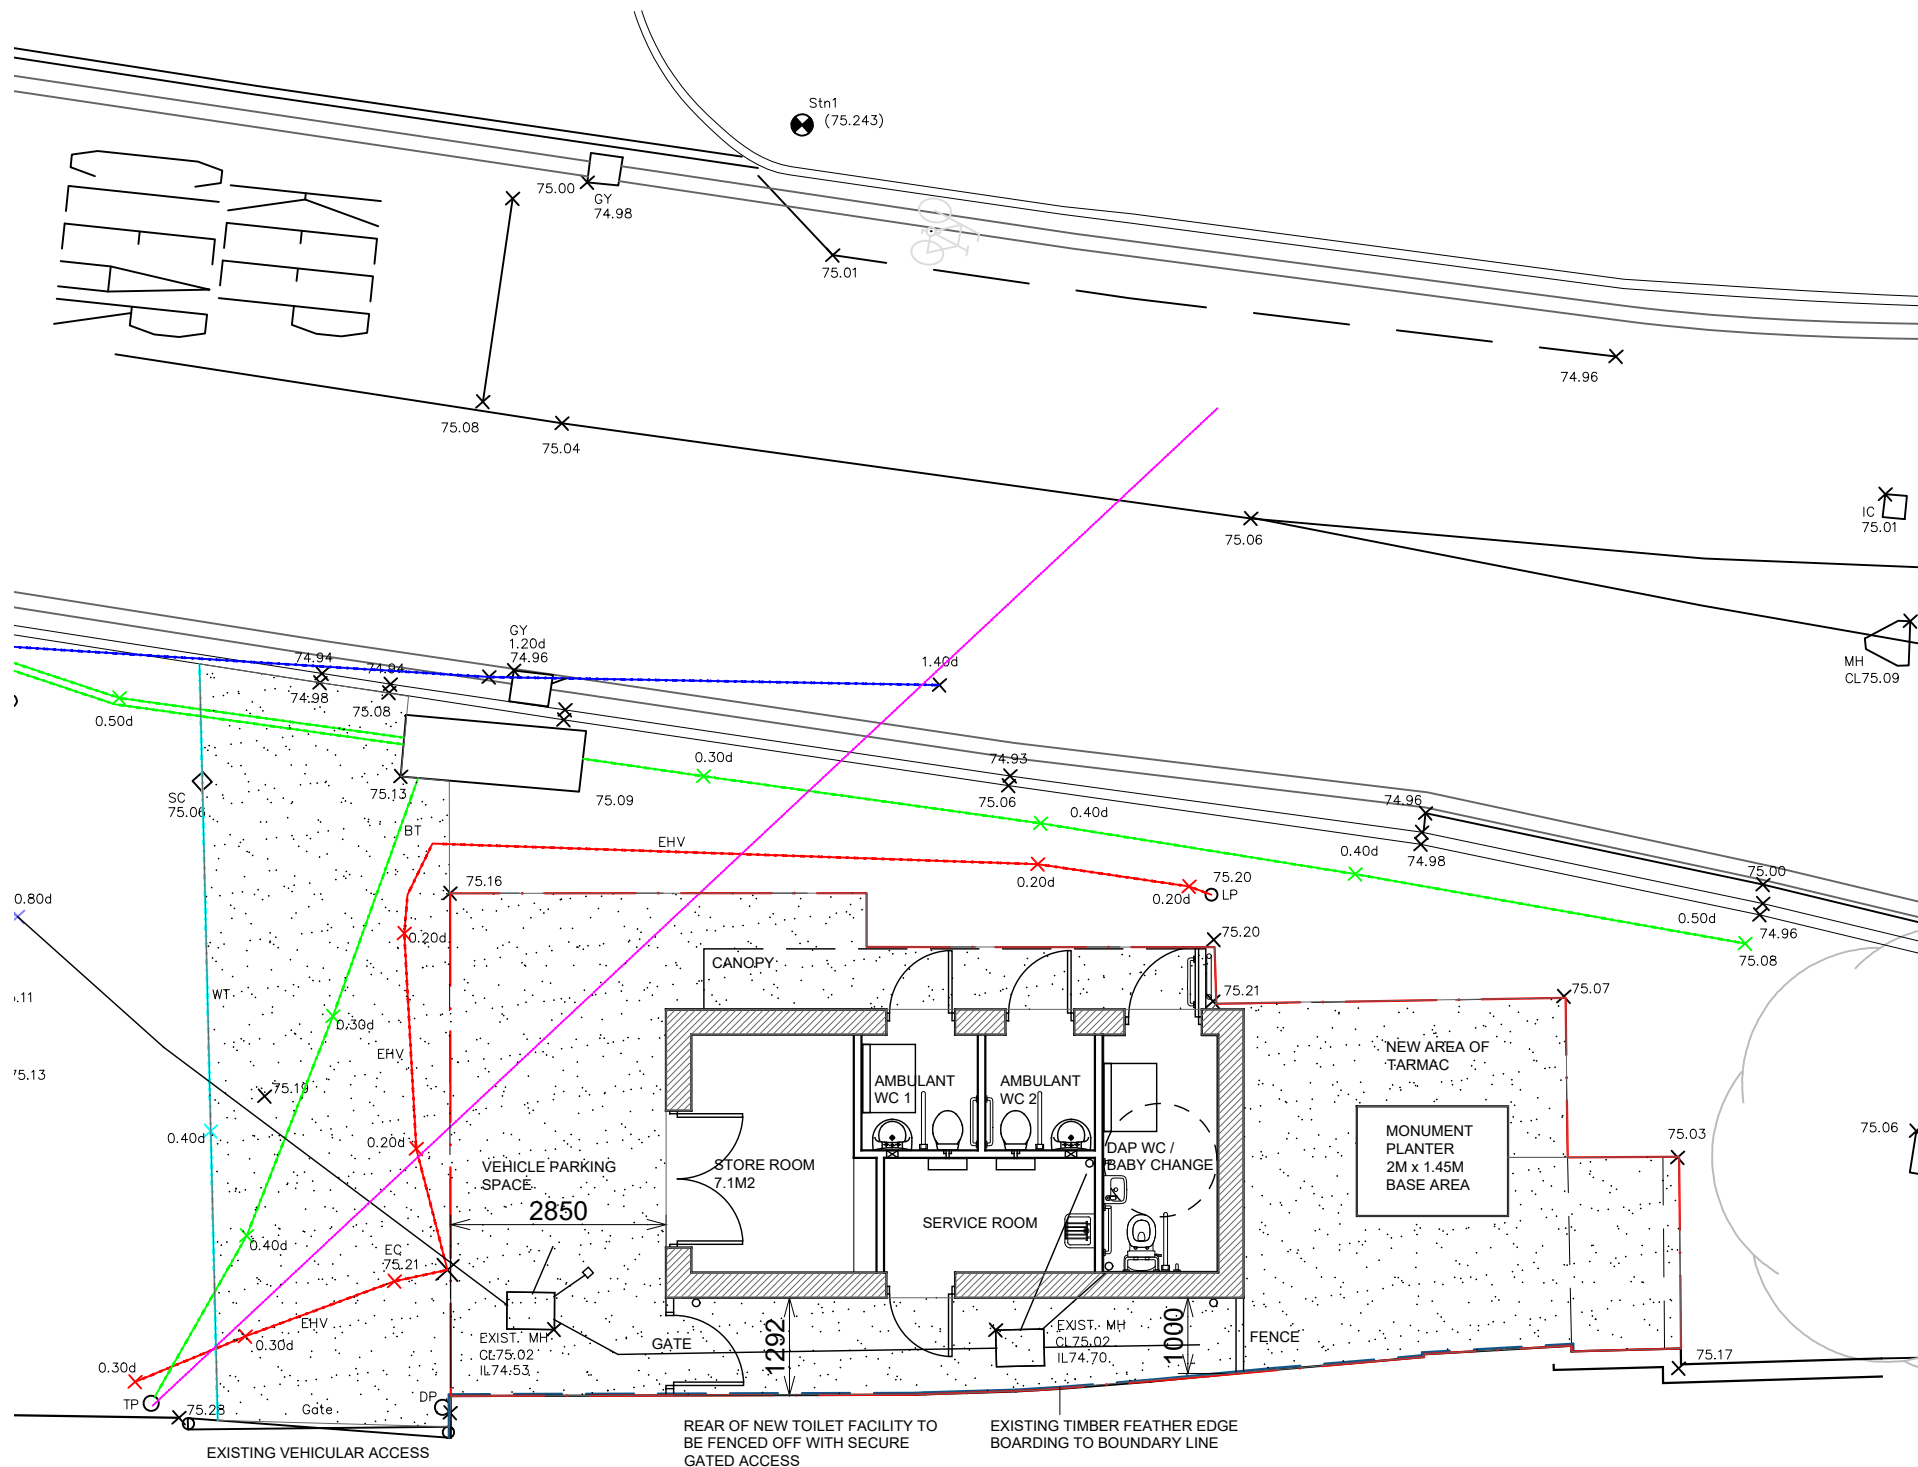 Stn1
(75.243)
75.00
GY
74.98
75.01
74.96
75.08
75.04
75.06
IC
75.01
MH
CL75.09
GY
1.20d
74.96
74.94
74.94
74.98
75.08
1.40d
0.50d
0.30d
74.93
75.13
75.09
75.06
0.40d
74.96
SC
75.06
BT
EHV
74.98
0.40d
75.00
75.16
0.20d
75.20
0.20d
LP
0.80d
0.50d
74.96
0.20d
75.20
75.08
CANOPY
WT
75.21
75.07
0.30d
EHV
NEW AREA OF
TARMAC
75.13
75.19
AMBULANT
WC 1
AMBULANT
WC 2
0.40d
0.20d
MONUMENT
PLANTER
2M x 1.45M
BASE AREA
75.03
75.06
VEHICLE PARKING
SPACE
STORE ROOM
7.1M2
DAP WC /
BABY CHANGE
2850
SERVICE ROOM
0.40d
EC
75.21
EHV
0.30d
EXIST. MH
CL75.02
IL74.53
GATE
1292
EXIST. MH
CL75.02
IL74.70
1000
FENCE
0.30d
75.17
TP
75.28
Gate
DP
EXISTING VEHICULAR ACCESS
REAR OF NEW TOILET FACILITY TO
BE FENCED OFF WITH SECURE
GATED ACCESS
EXISTING TIMBER FEATHER EDGE
BOARDING TO BOUNDARY LINE